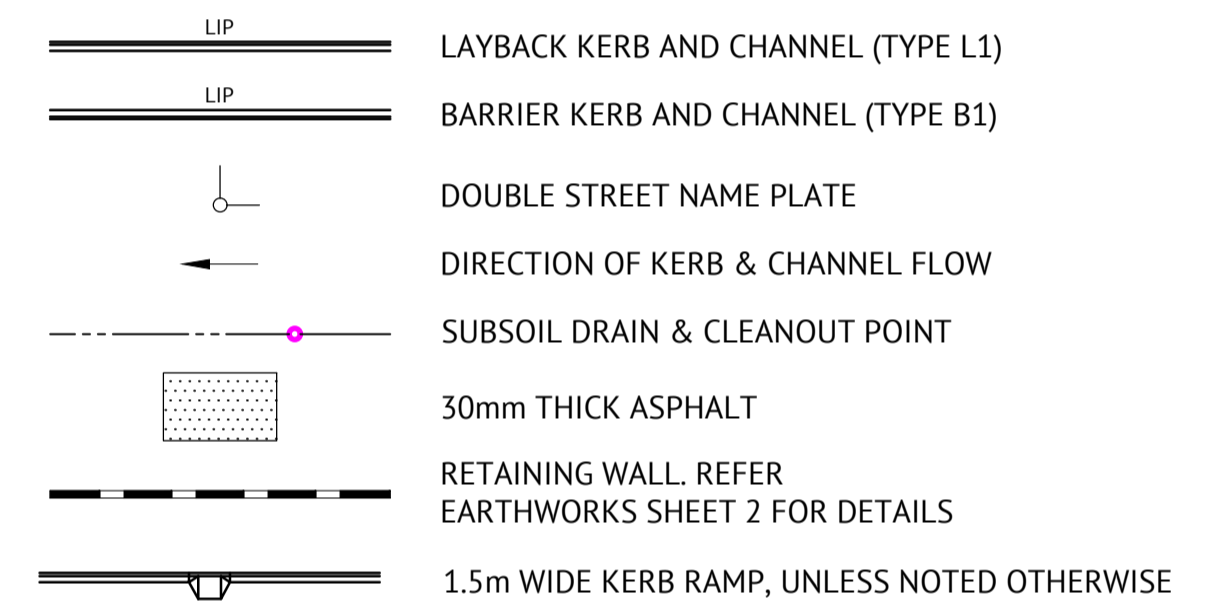 LIP
LAYBACK KERB AND CHANNEL (TYPE L1)
LIP
BARRIER KERB AND CHANNEL (TYPE B1)
DOUBLE STREET NAME PLATE
DIRECTION OF KERB & CHANNEL FLOW
SUBSOIL DRAIN & CLEANOUT POINT
30mm THICK ASPHALT
RETAINING WALL. REFER
EARTHWORKS SHEET 2 FOR DETAILS
1.5m WIDE KERB RAMP, UNLESS NOTED OTHERWISE